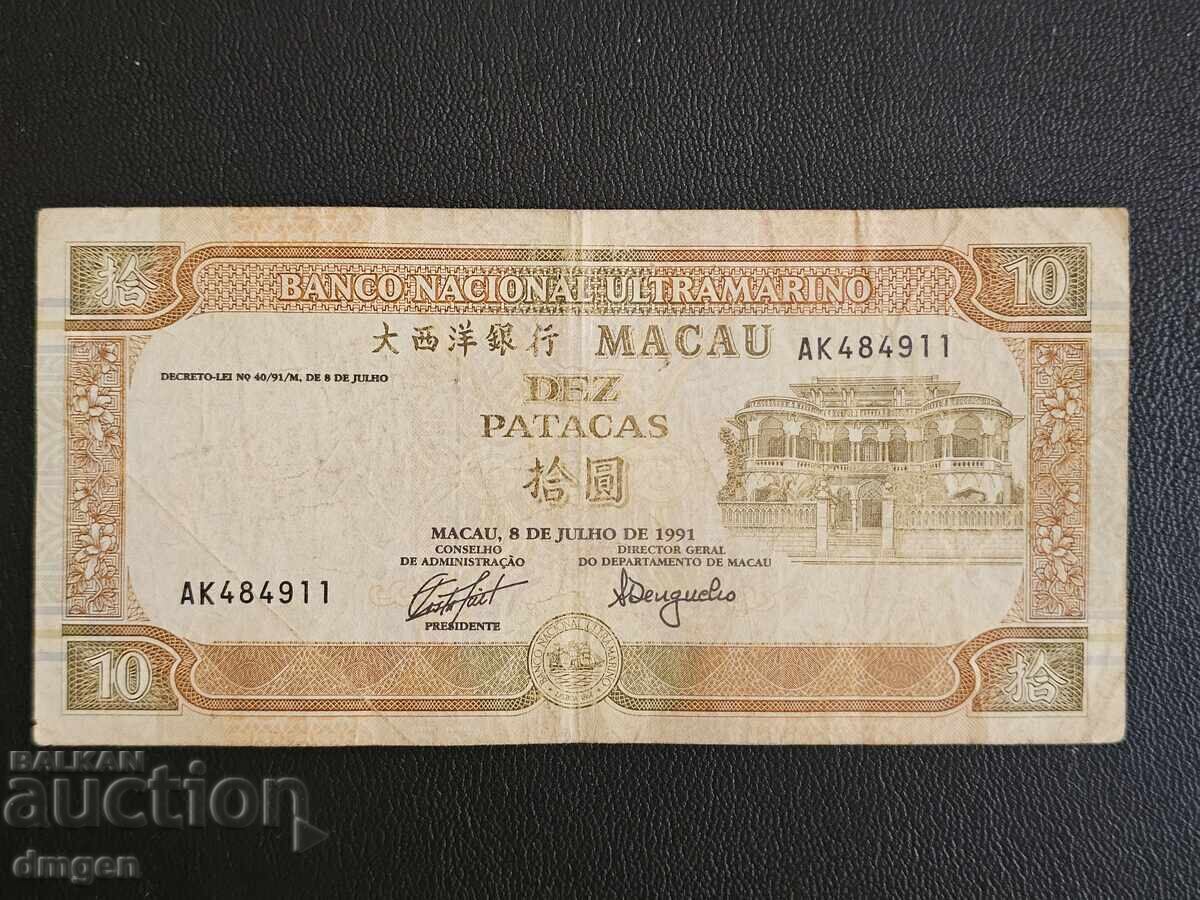 拾
10
BANCO NACIONAL ULTRAMARINO
大西洋銀行 MACAU AK484911
DECRETO-LEI Nº 40/91/M, DE 8 DE JULHO
DEZ
PATACAS
拾圓
MACAU, 8 DE JULHO DE 1991
CONSELHO
DE ADMINISTRAÇÃO
DIRECTOR GERAL
DO DEPARTAMENTO DE MACAU
AK484911
PRESIDENTE
NACIONAL ULTRAMARINO
10
拾
BALKAN
auction
dmgen